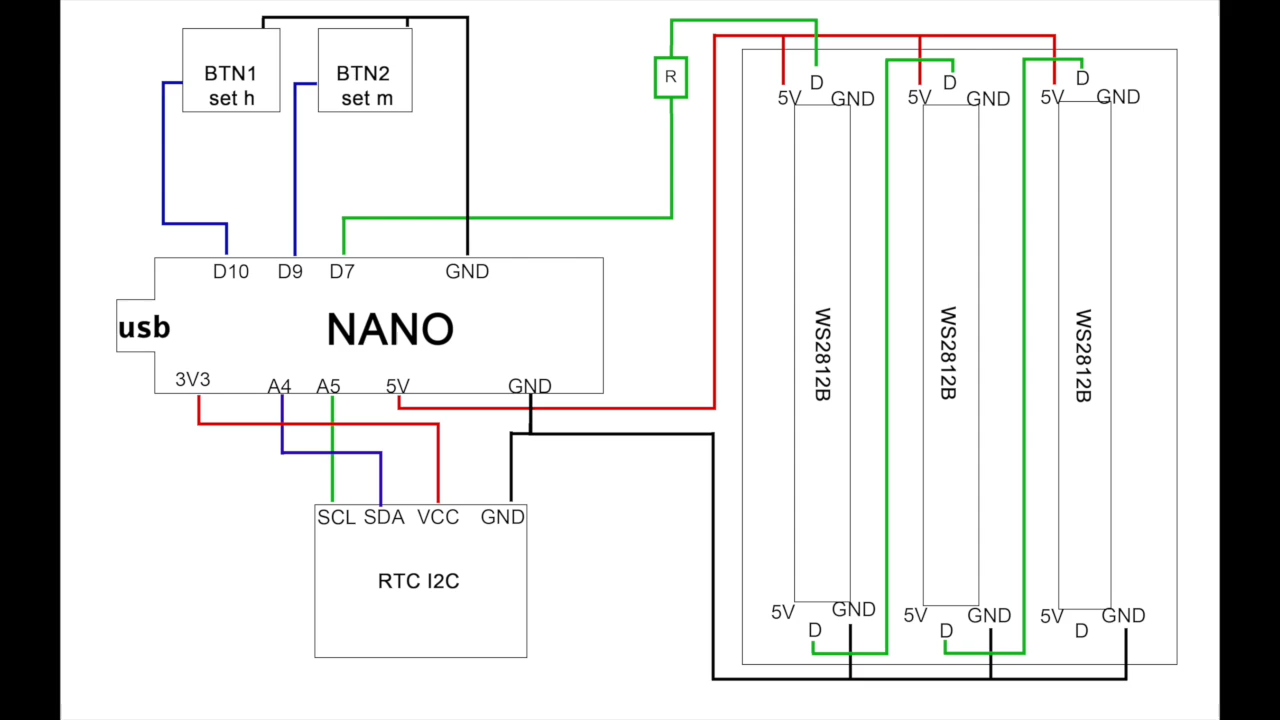 BTN1
set h
BTN2
set m
R
D
D
D
5V
GND
5V
GND
5V
GND
D10
D9
D7
GND
usb
NANO
WS2812B
WS2812B
WS2812B
3V3
A4
A5
5V
GND
SCL
SDA
VCC
GND
RTC I2C
5V
GND
5V
GND
5V
GND
D
D
D